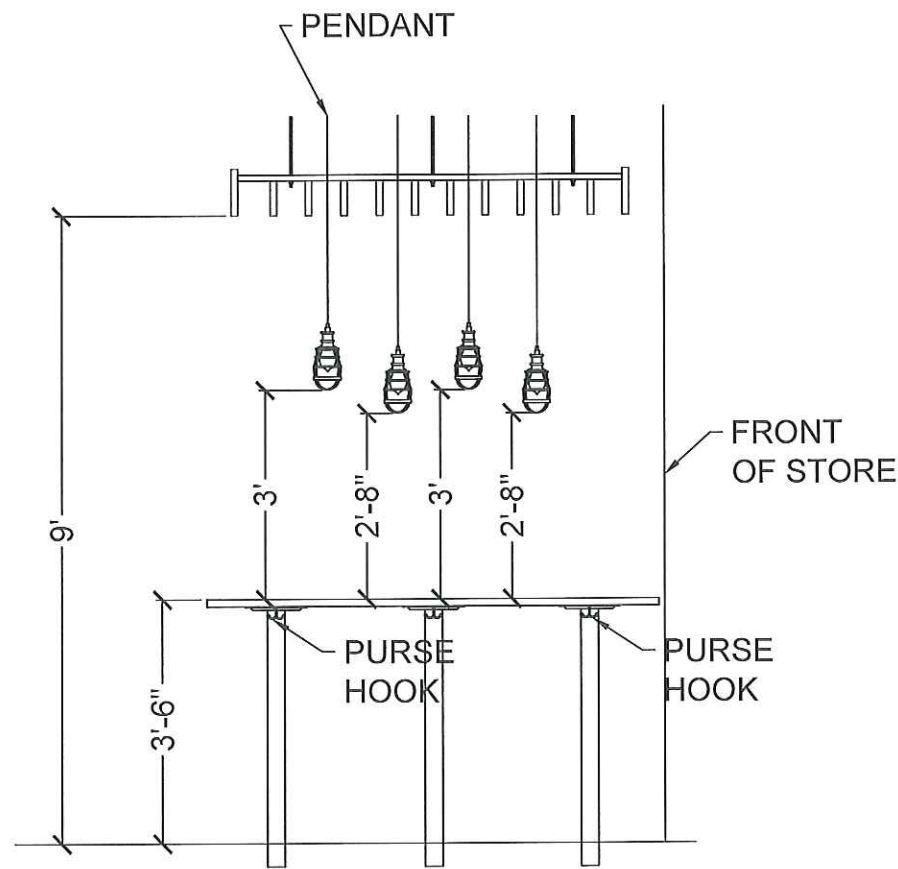 PENDANT
FRONT
OF STORE
9'
3'
2'-8"
3'
2'-8"
3'-6"
PURSE
HOOK
PURSE
HOOK